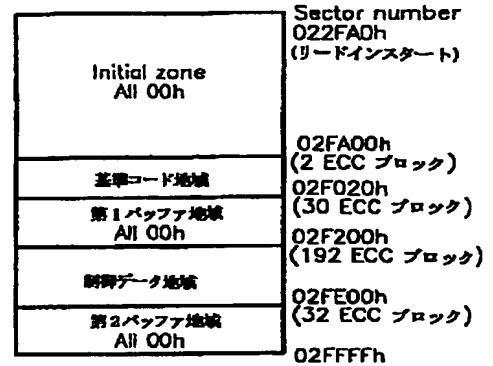 Sector number
022FA0h
(リードインスタート)
Initial zone
All 00h
02FA00h
(2 ECC ブロック)
基準コード地域
02F020h
(30 ECC ブロック)
第1バッファ地域
All 00h
02F200h
(192 ECC ブロック)
制御データ地域
02FE00h
(32 ECC ブロック)
第2バッファ地域
All 00h
02FFFFh